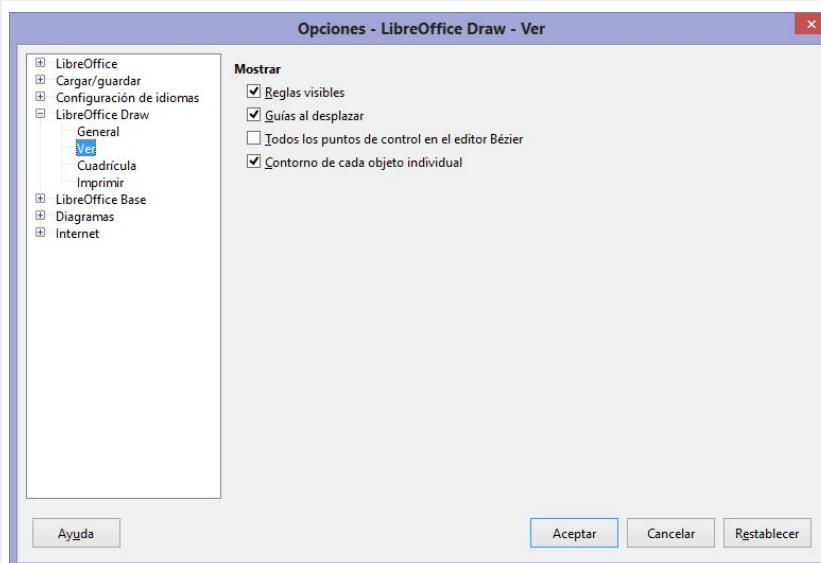 Opciones - LibreOffice Draw - Ver
LibreOffice
Cargar/guardar
Configuración de idiomas
LibreOffice Draw
General
Ver
Cuadrícula
Imprimir
LibreOffice Base
Diagramas
Internet
Mostrar
Reglas visibles
Guías al desplazar
Todos los puntos de control en el editor Bézier
Contorno de cada objeto individual
Ayuda
Aceptar
Cancelar
Restablecer